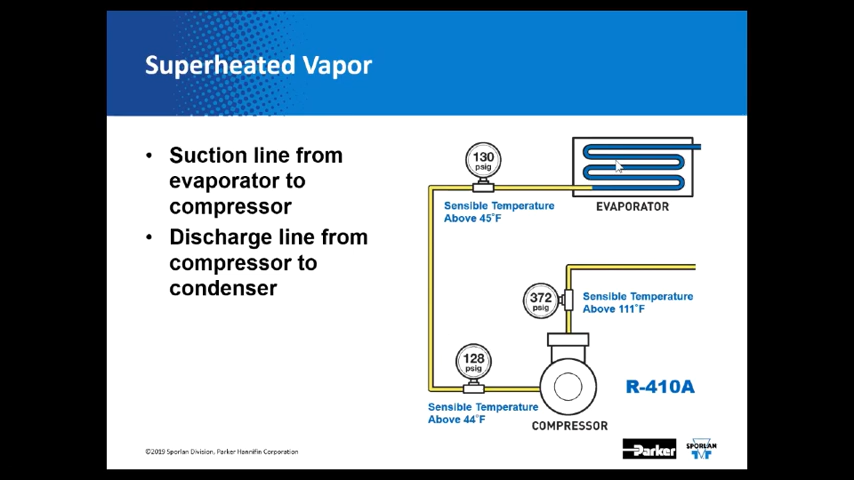 Superheated Vapor
• Suction line from
evaporator to
compressor
• Discharge line from
compressor to
condenser
130
psig
Sensible Temperature
Above 45°F
EVAPORATOR
372
psig
Sensible Temperature
Above 111°F
128
psig
Sensible Temperature
Above 44°F
R-410A
COMPRESSOR
©2019 Sporlan Division, Parker Hannifin Corporation
Parker
SPORLAN